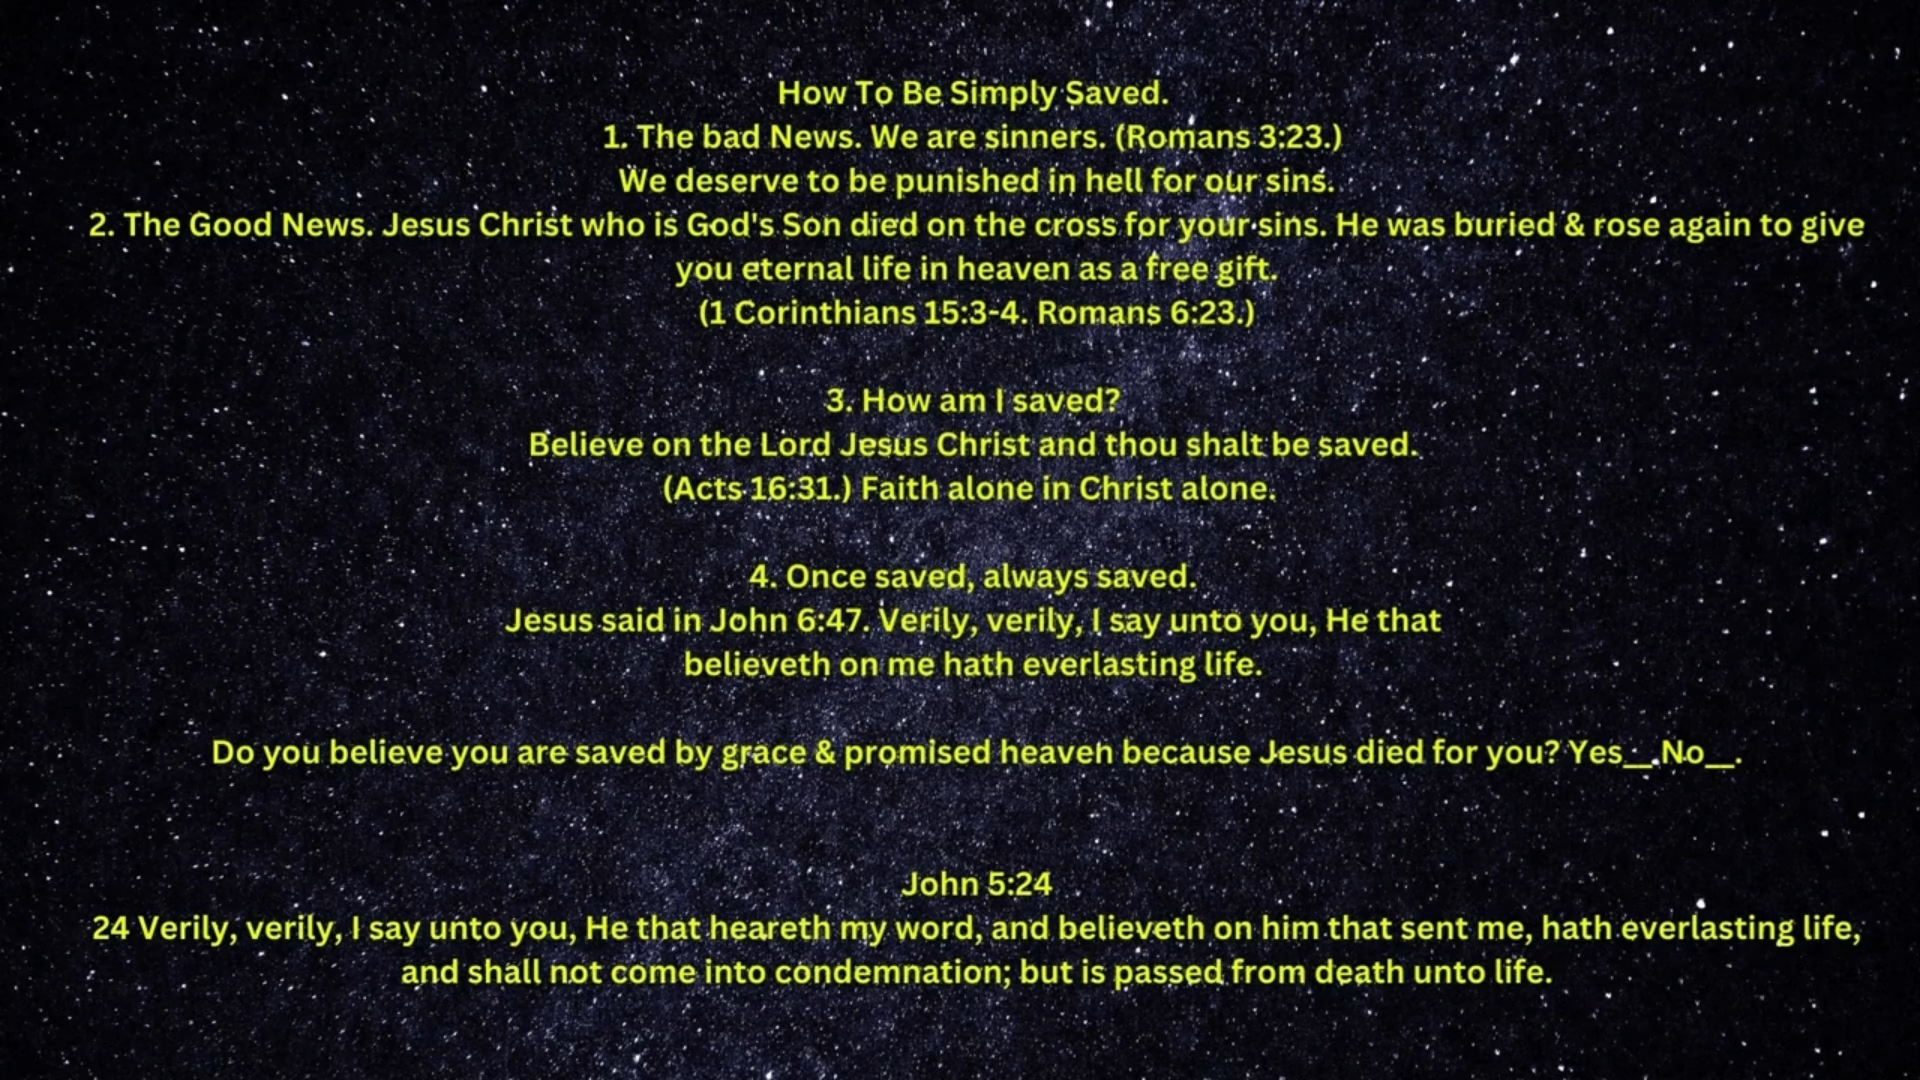 How To Be Simply Saved.
1. The bad News. We are sinners. (Romans 3:23.)
We deserve to be punished in hell for our sins.
2. The Good News. Jesus Christ who is God's Son died on the cross for your sins. He was buried & rose again to give
you eternal life in heaven as a free gift.
(1 Corinthians 15:3-4. Romans 6:23.)
3. How am I saved?
Believe on the Lord Jesus Christ and thou shalt be saved.
(Acts 16:31.) Faith alone in Christ alone.
4. Once saved, always saved.
Jesus said in John 6:47. Verily, verily, I say unto you, He that
believeth on me hath everlasting life.
Do you believe you are saved by grace & promised heaven because Jesus died for you? Yes__ No__.
John 5:24
24 Verily, verily, I say unto you, He that heareth my word, and believeth on him that sent me, hath everlasting life,
and shall not come into condemnation; but is passed from death unto life.